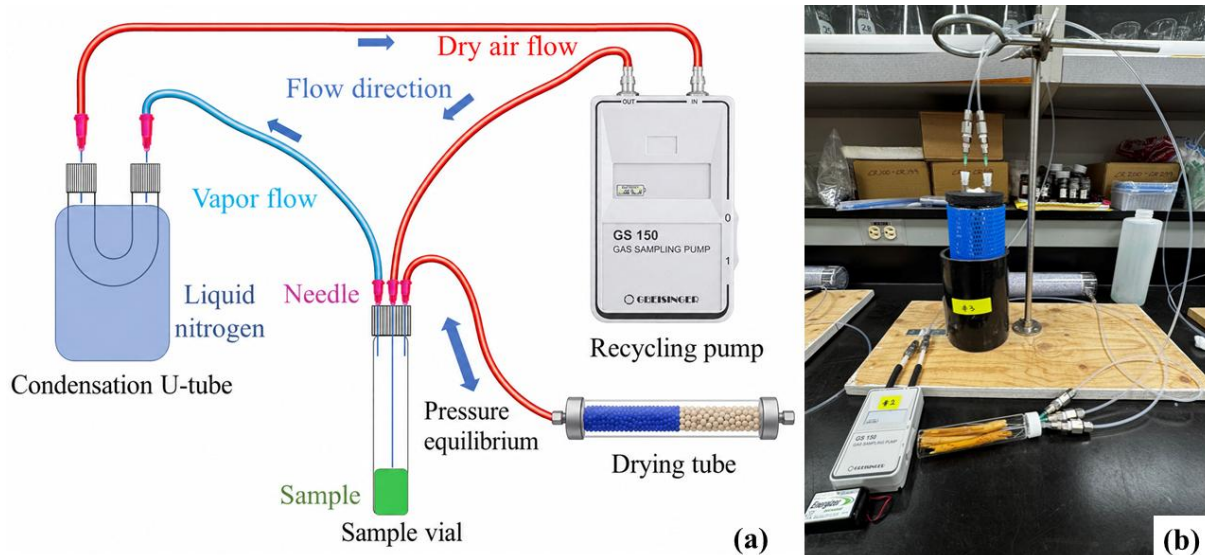 Dry air flow
Flow direction
Vapor flow
Needle
Liquid
nitrogen
Condensation U-tube
OUT
IN
0
GS 150
GAS SAMPLING PUMP
1
GBEISINGER
Recycling pump
Pressure
equilibrium
Drying tube
Sample
Sample vial
(a)
#3
#2
GS 150
GAS SAMPLING PUMP
Energizer
(b)